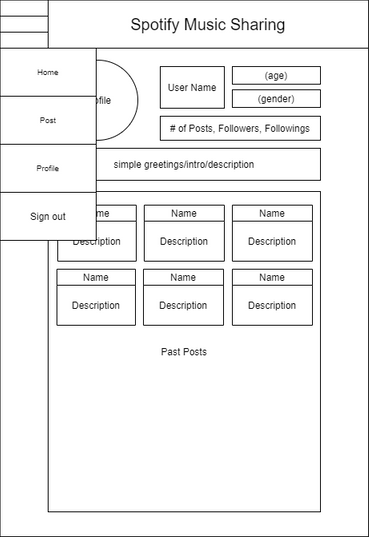 Spotify Music Sharing
Home
Post
Profile
Sign out
ofile
User Name
(age)
(gender)
# of Posts, Followers, Followings
simple greetings/intro/description
me Name Name
Description Description Description
Name Name Name
Description Description Description
Past Posts